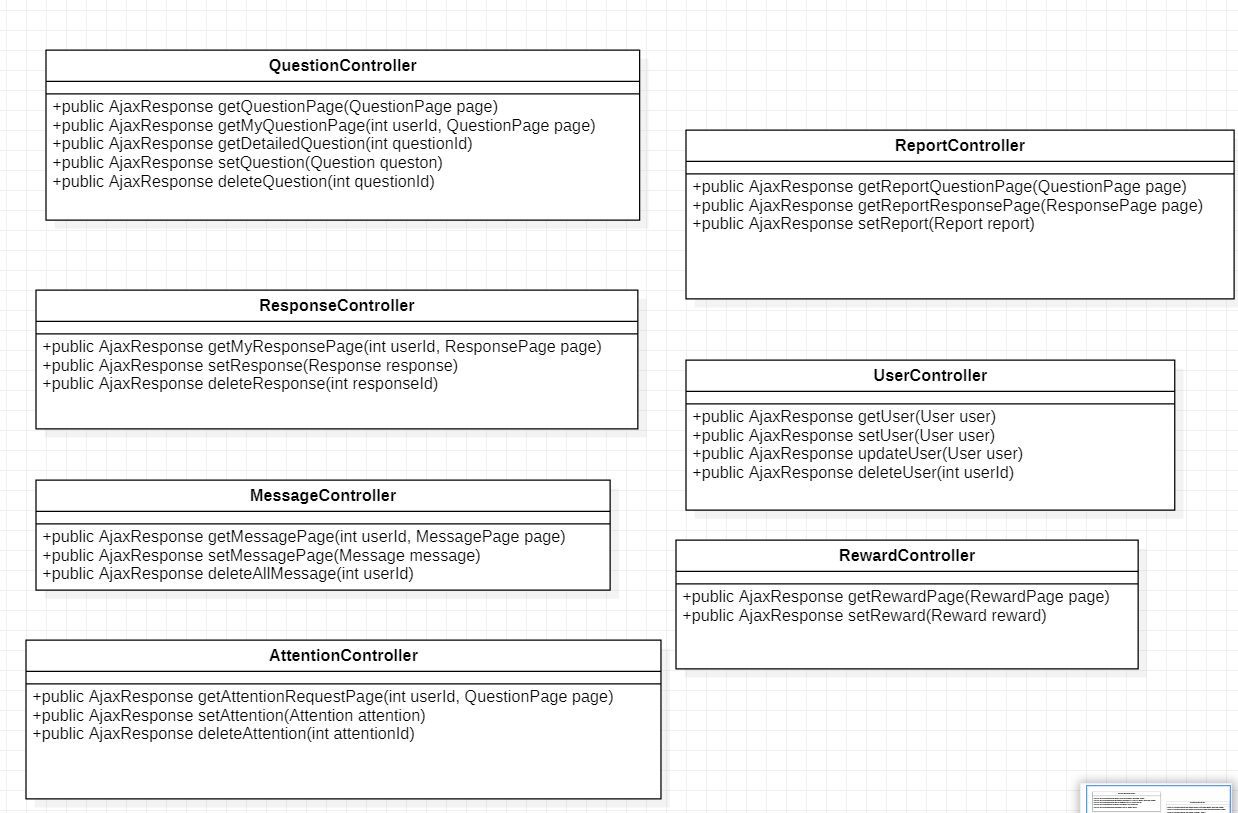 QuestionController
+public AjaxResponse getQuestionPage(QuestionPage page)
+public AjaxResponse getMyQuestionPage(int userId, QuestionPage page)
+public AjaxResponse getDetailedQuestion(int questionId)
+public AjaxResponse setQuestion(Question queston)
+public AjaxResponse deleteQuestion(int questionId)
ResponseController
+public AjaxResponse getMyResponsePage(int userId, ResponsePage page)
+public AjaxResponse setResponse(Response response)
+public AjaxResponse deleteResponse(int responseId)
MessageController
+public AjaxResponse getMessagePage(int userId, MessagePage page)
+public AjaxResponse setMessagePage(Message message)
+public AjaxResponse deleteAllMessage(int userId)
AttentionController
+public AjaxResponse getAttentionRequestPage(int userId, QuestionPage page)
+public AjaxResponse setAttention(Attention attention)
+public AjaxResponse deleteAttention(int attentionId)
ReportController
+public AjaxResponse getReportQuestionPage(QuestionPage page)
+public AjaxResponse getReportResponsePage(ResponsePage page)
+public AjaxResponse setReport(Report report)
UserController
+public AjaxResponse getUser(User user)
+public AjaxResponse setUser(User user)
+public AjaxResponse updateUser(User user)
+public AjaxResponse deleteUser(int userId)
RewardController
+public AjaxResponse getRewardPage(RewardPage page)
+public AjaxResponse setReward(Reward reward)